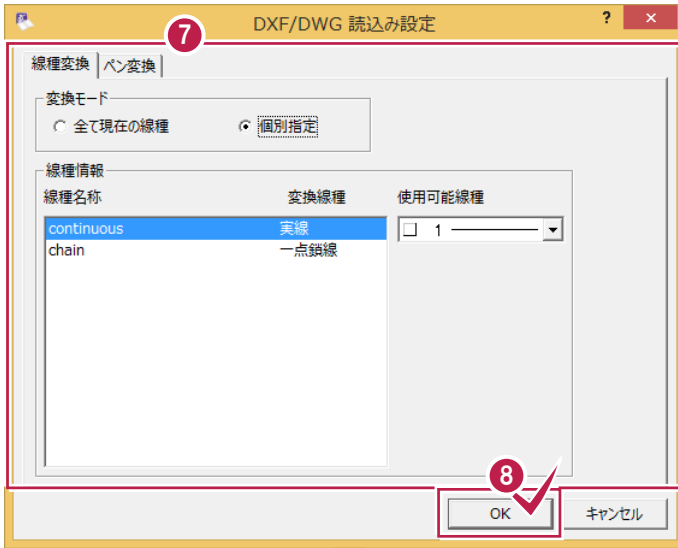 DXF/DWG 読込み設定
?
×
7
線種変換
ペン変換
変換モード
全て現在の線種
個別指定
線種情報
線種名称 変換線種 使用可能線種
continuous 実線 1
chain 一点鎖線
8
OK
キャンセル